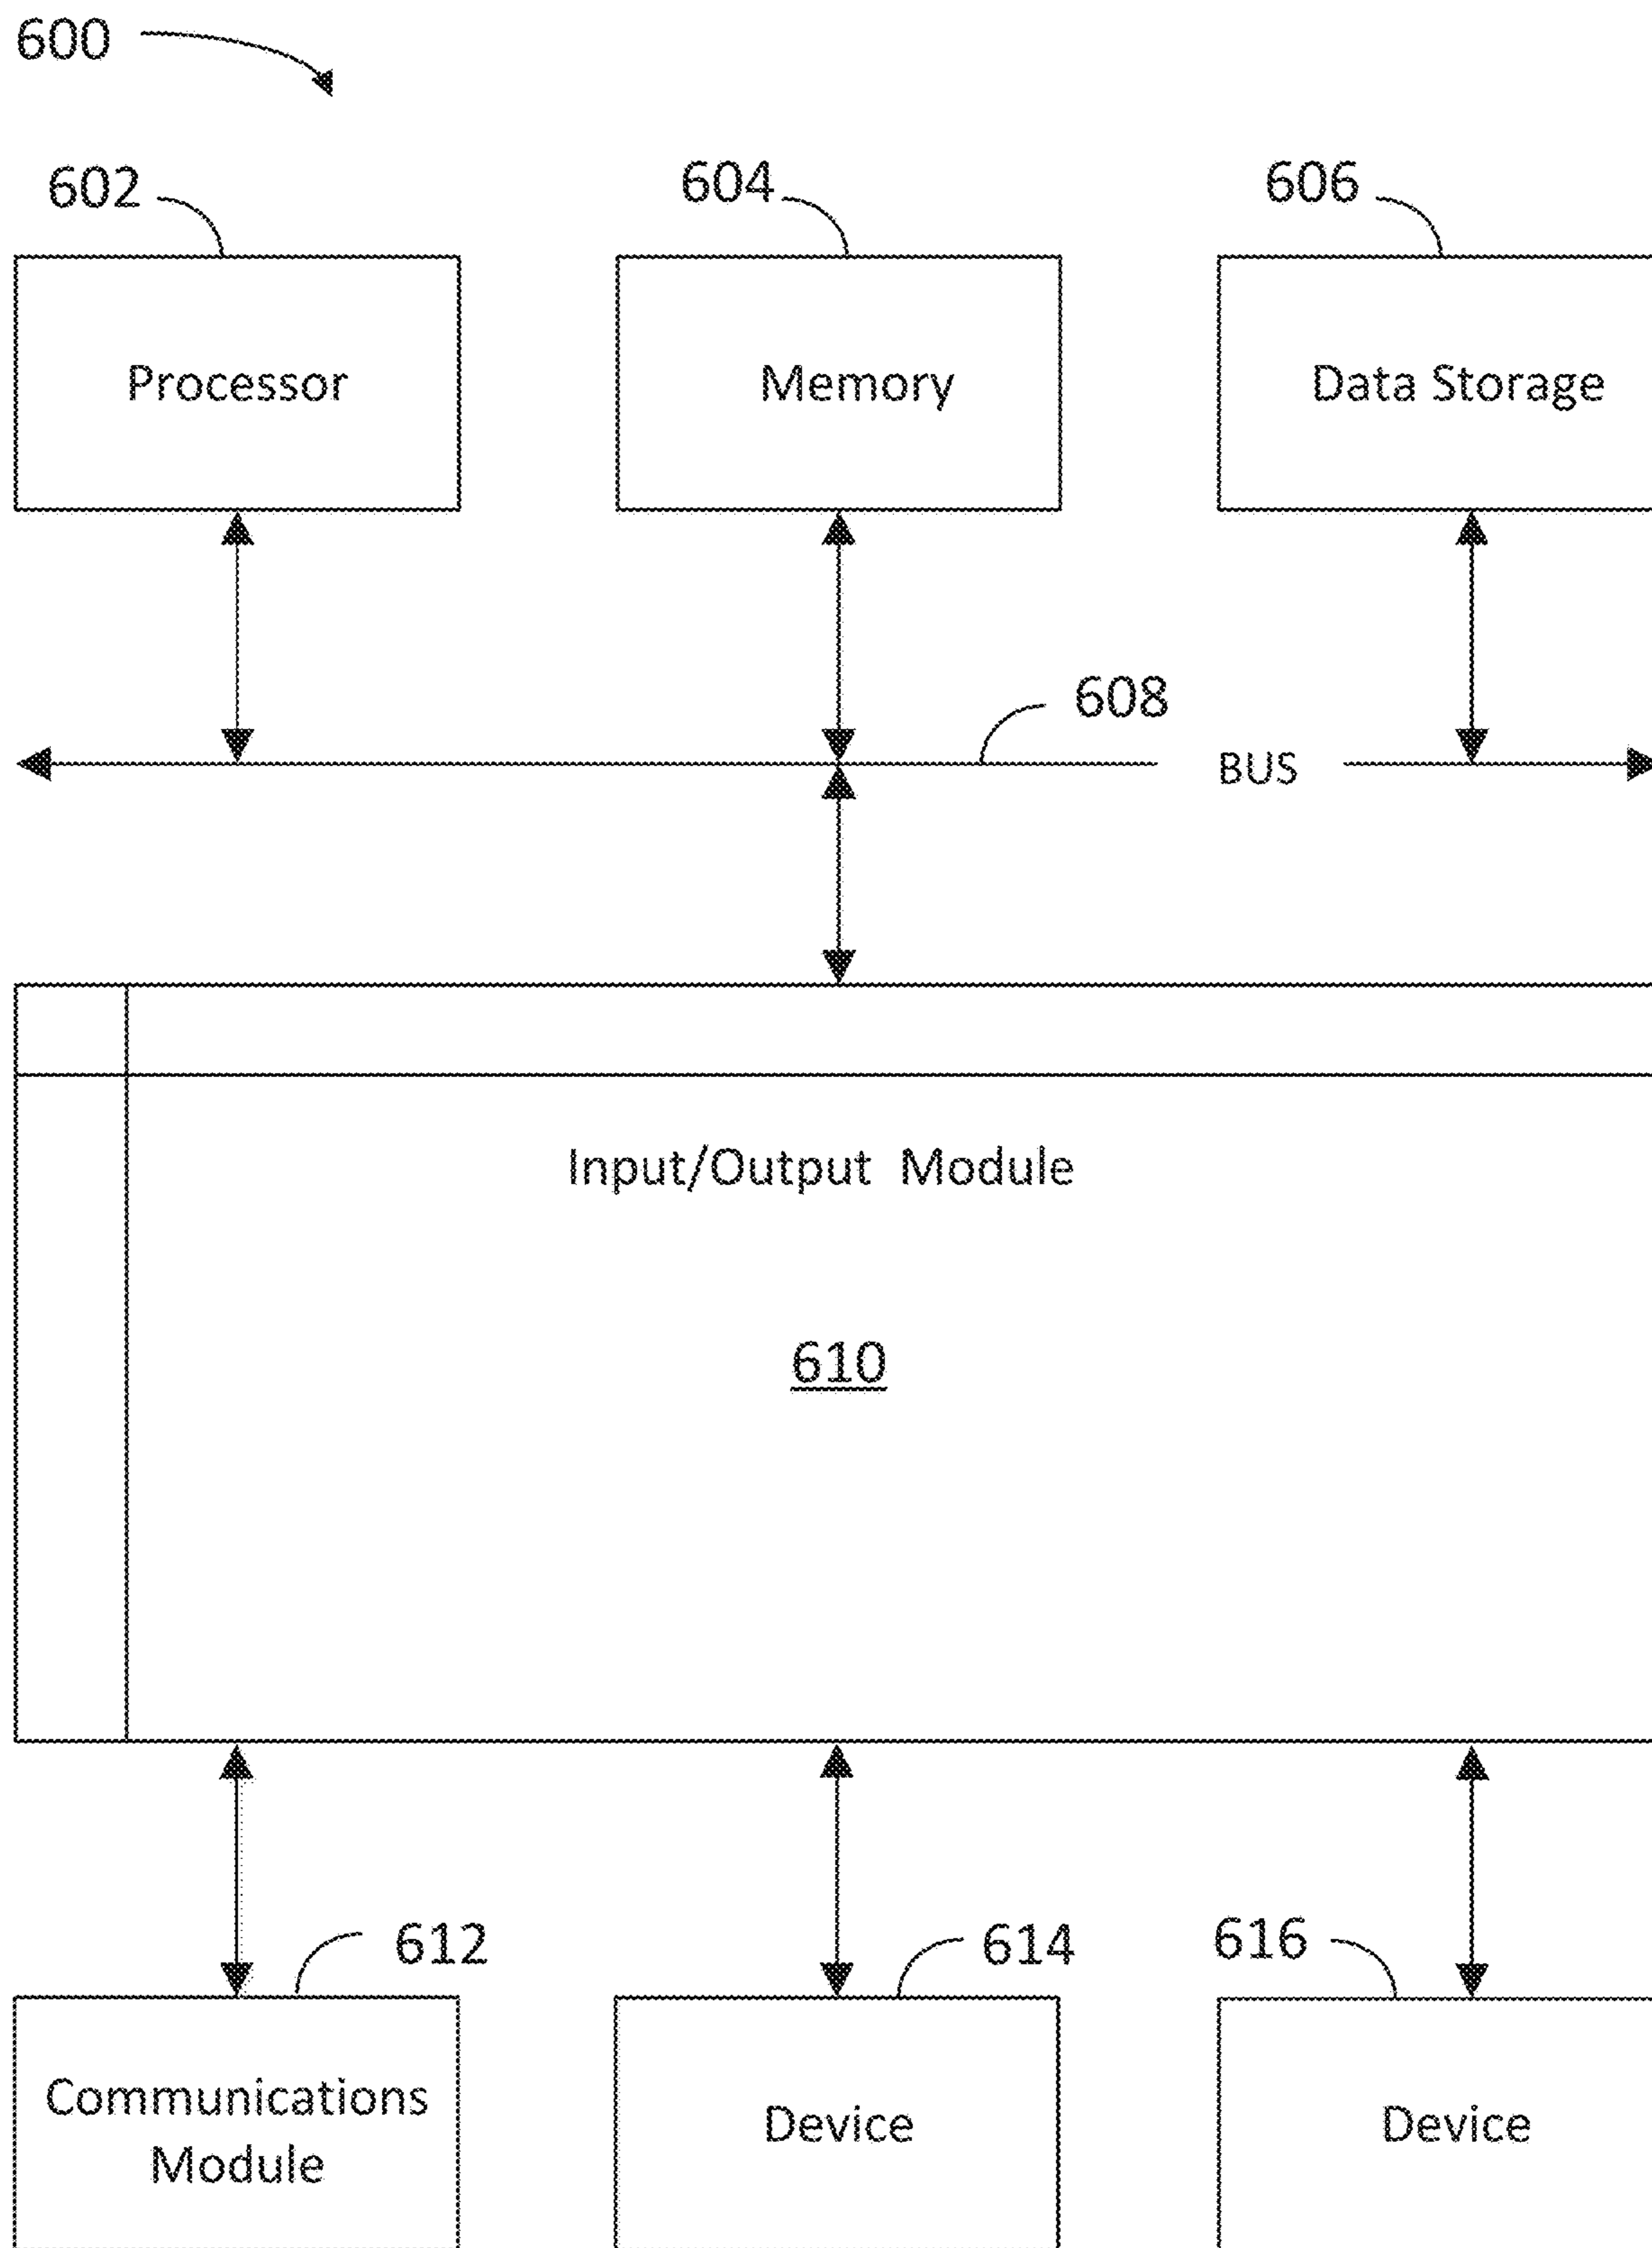 600
602
604
606
Processor
Memory
Data Storage
608
BUS
Input/Output Module
610
612
614
616
Communications
Module
Device
Device